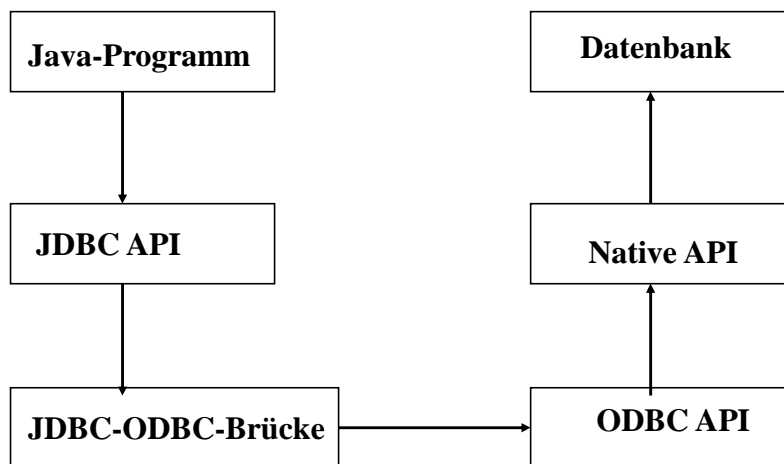 Java-Programm
Datenbank
JDBC API
Native API
JDBC-ODBC-Brücke
ODBC API